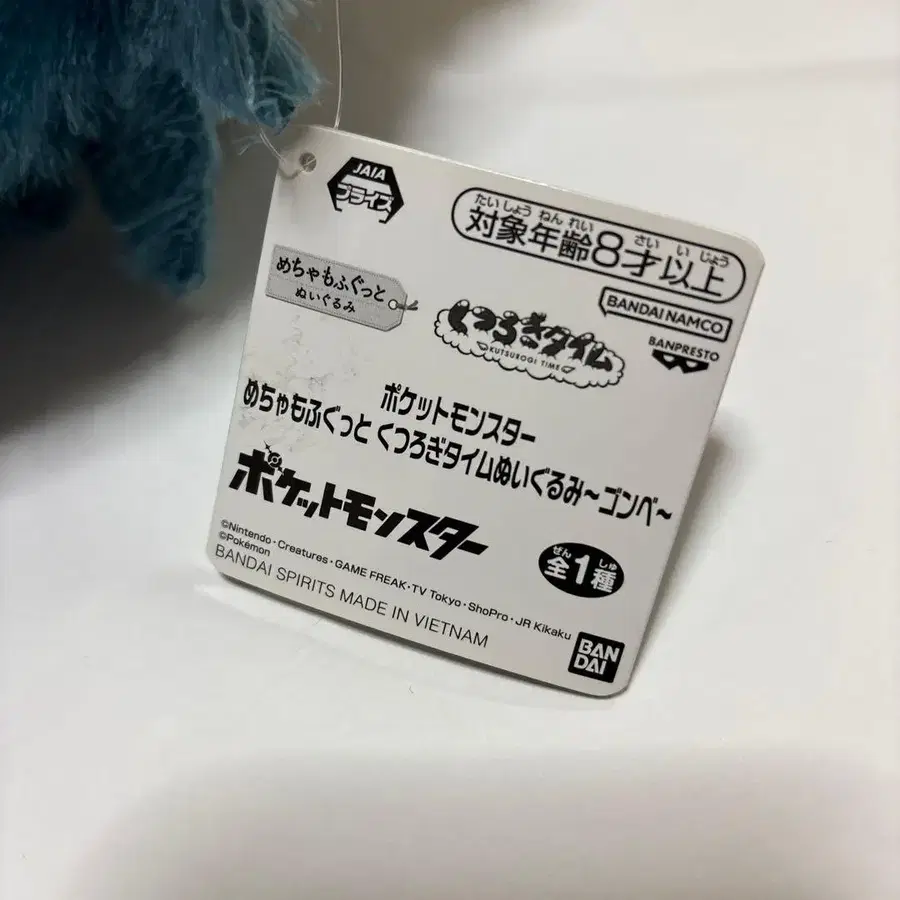 JAIA
プライズ
たいしょう ねん れい さい い じょう
対象年齢8才以上
めちゃもふぐっと
ぬいぐるみ
くつろぎタイム
KUTSUROGI TIME
BANDAI NAMCO
BANPRESTO
ポケットモンスター
めちゃもふぐっと くつろぎタイムぬいぐるみ~ゴンベ~
ポケットモンスター
ぜん しゅ
全1種
©Nintendo・Creatures・GAME FREAK・TV Tokyo・ShoPro・JR Kikaku
©Pokémon
BANDAI SPIRITS MADE IN VIETNAM
BAN
DAI